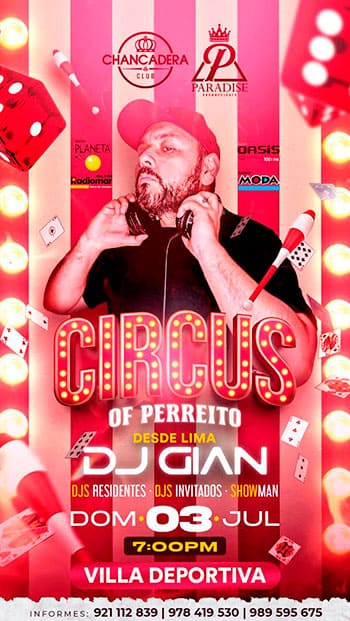 CHANCADERA
CLUB
P
PARADISE
PLANETA
OASIS
Radiomar
MODA
CIRCUS
OF PERREITO
DESDE LIMA
DJ GIAN
DJS RESIDENTES · DJS INVITADOS · SHOWMAN
DOM · 03 · JUL
7:00PM
VILLA DEPORTIVA
INFORMES: 921 112 839 | 978 419 530 | 989 595 675